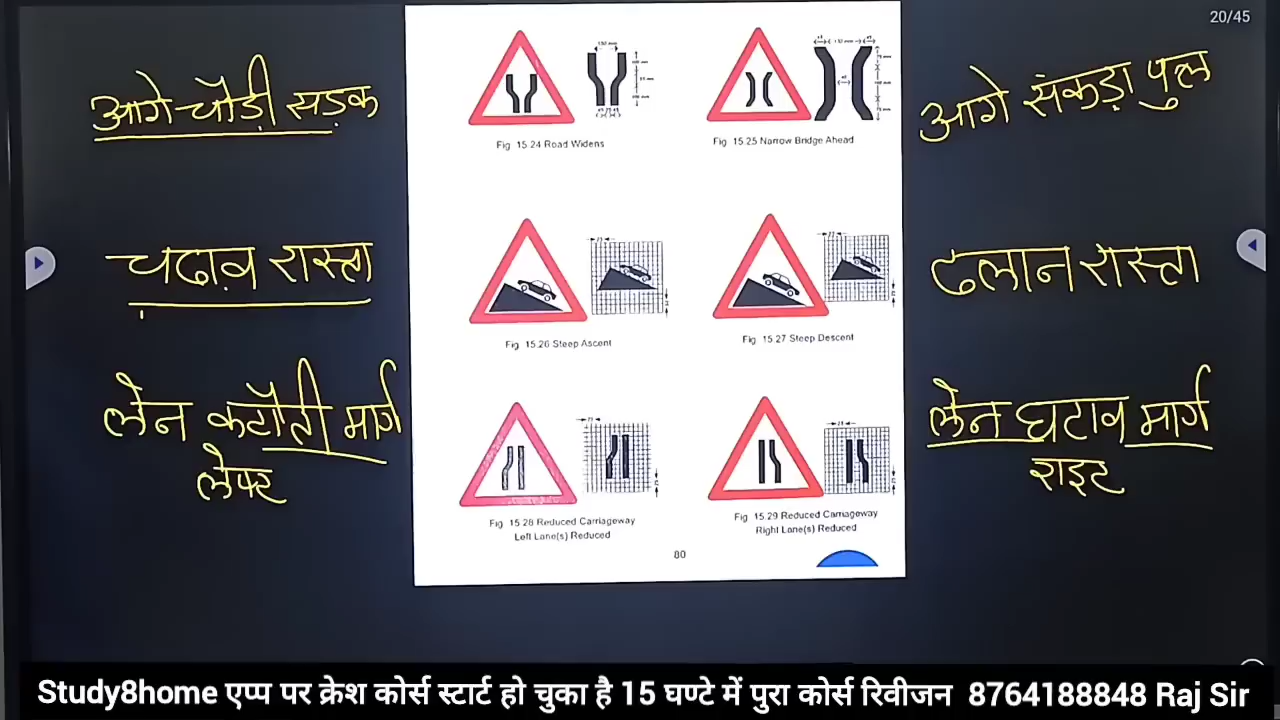 20/45
आगे चौड़ी सड़क
आगे संकड़ा पुल
Fig 15.24 Road Widens
Fig 15.25 Narrow Bridge Ahead
चढाव़ रास्ता
ढलान रास्ता
Fig 15.26 Steep Ascent
Fig 15.27 Steep Descent
लेन कटौती मार्ग
लेफ्ट
लेन घटाव मार्ग
राइट
Fig 15.28 Reduced Carriageway
Left Lane(s) Reduced
Fig 15.29 Reduced Carriageway
Right Lane(s) Reduced
80
Study8home एप्प पर क्रेश कोर्स स्टार्ट हो चुका है 15 घण्टे में पुरा कोर्स रिवीजन 8764188848 Raj Sir